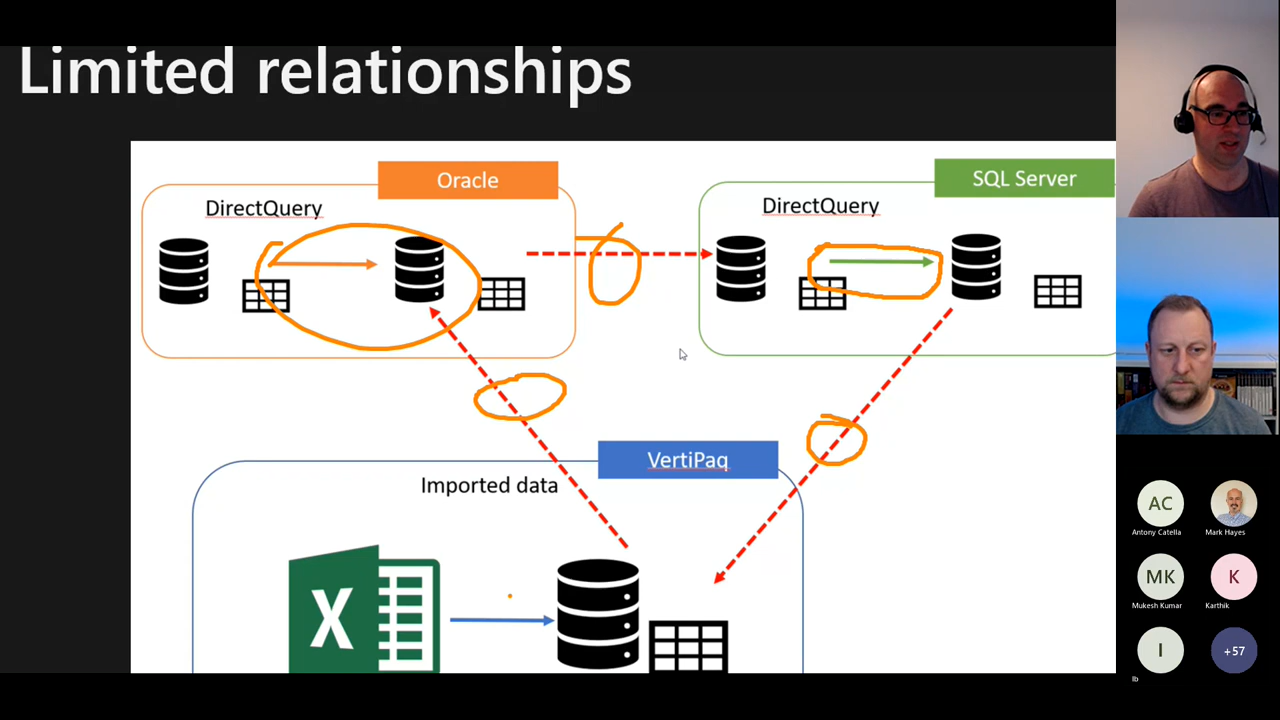 Limited relationships
Oracle
SQL Server
DirectQuery
DirectQuery
VertiPaq
Imported data
X
AC
Antony Catella
Mark Hayes
MK
K
Mukesh Kumar
Karthik
I
+57
Ib